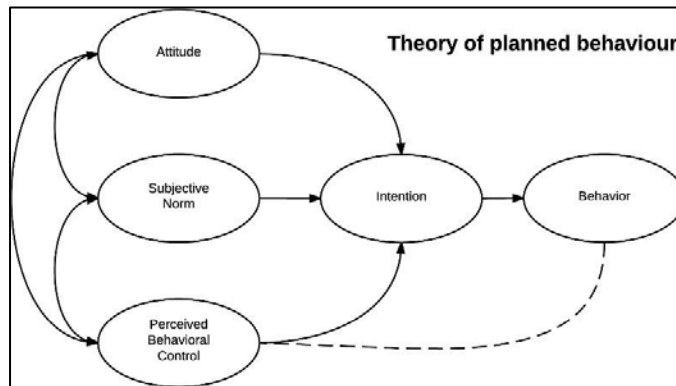 Theory of planned behaviour
Attitude
Subjective
Norm
Intention
Behavior
Perceived
Behavioral
Control